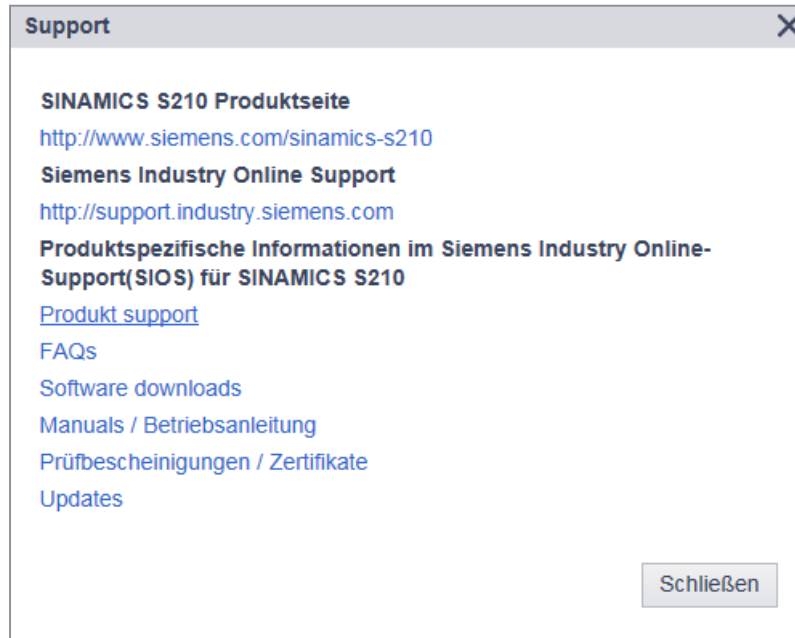 Support
SINAMICS S210 Produktseite
http://www.siemens.com/sinamics-s210
Siemens Industry Online Support
http://support.industry.siemens.com
Produktspezifische Informationen im Siemens Industry Online-
Support(SIOS) für SINAMICS S210
Produkt support
FAQs
Software downloads
Manuals / Betriebsanleitung
Prüfbescheinigungen / Zertifikate
Updates
Schließen